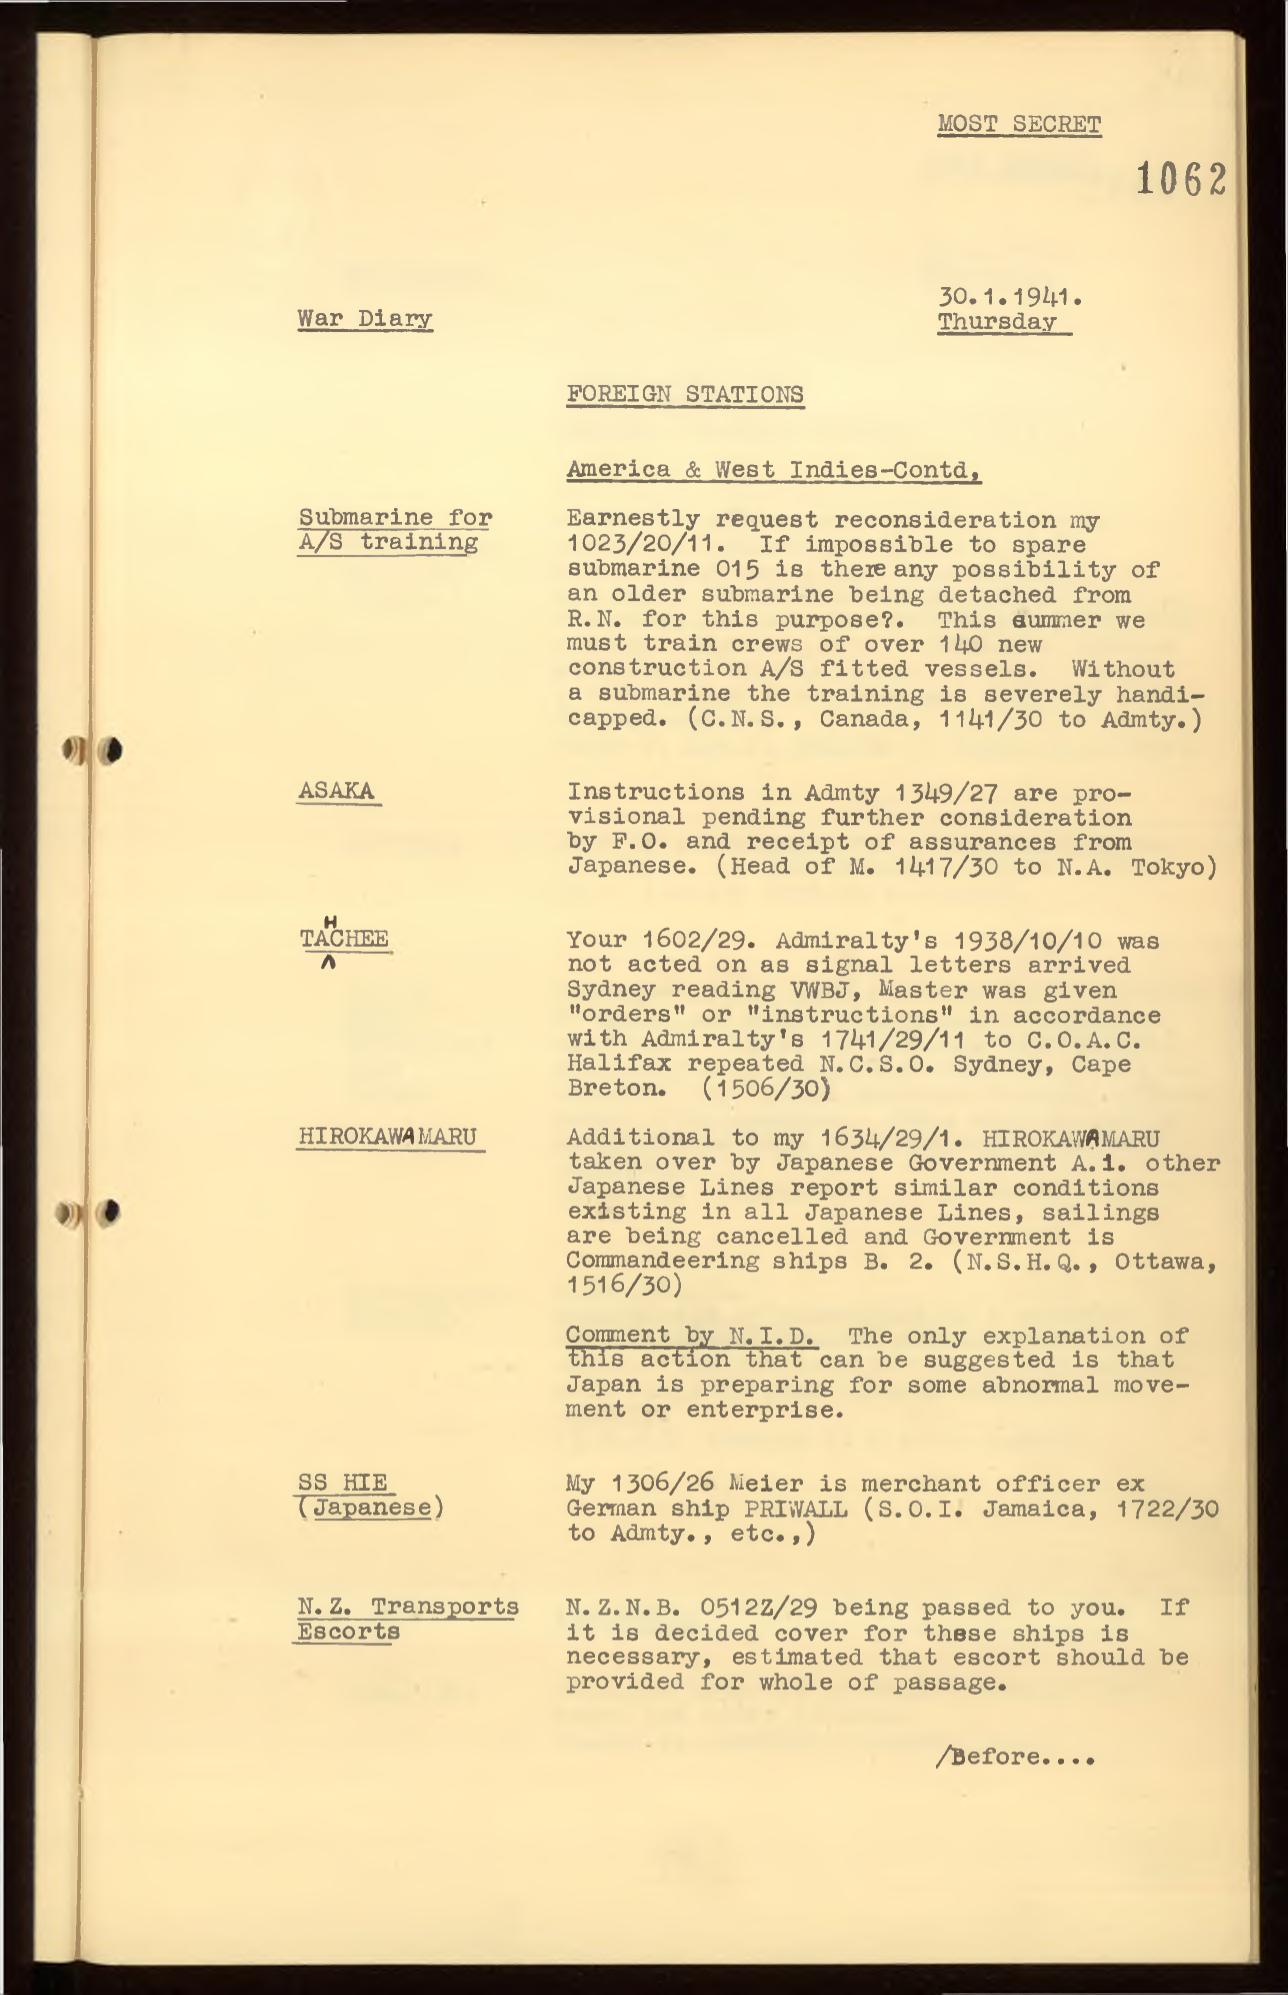 MOST SECRET
1062
30.1.1941.
War Diary
Thursday
FOREIGN STATIONS
America & West Indies-Contd,
Submarine for
A/S training
Earnestly request reconsideration my
1023/20/11. If impossible to spare
submarine 015 is there any possibility of
an older submarine being detached from
R.N. for this purpose?. This summer we
must train crews of over 140 new
construction A/S fitted vessels. Without
a submarine the training is severely handi-
capped. (C.N.S., Canada, 1141/30 to Admty.)
ASAKA
Instructions in Admty 1349/27 are pro-
visional pending further consideration
by F.O. and receipt of assurances from
Japanese. (Head of M. 1417/30 to N.A. Tokyo)
TAHCHEE
Your 1602/29. Admiralty's 1938/10/10 was
not acted on as signal letters arrived
Sydney reading VWBJ, Master was given
"orders" or "instructions" in accordance
with Admiralty's 1741/29/11 to C.O.A.C.
Halifax repeated N.C.S.O. Sydney, Cape
Breton. (1506/30)
HIROKAWAMARU
Additional to my 1634/29/1. HIROKAWAMARU
taken over by Japanese Government A.1. other
Japanese Lines report similar conditions
existing in all Japanese Lines, sailings
are being cancelled and Government is
Commandeering ships B. 2. (N.S.H.Q., Ottawa,
1516/30)
Comment by N.I.D. The only explanation of
this action that can be suggested is that
Japan is preparing for some abnormal move-
ment or enterprise.
SS HIE
(Japanese)
My 1306/26 Meier is merchant officer ex
German ship PRIWALL (S.O.I. Jamaica, 1722/30
to Admty., etc.,)
N.Z. Transports
Escorts
N.Z.N.B. 0512Z/29 being passed to you. If
it is decided cover for these ships is
necessary, estimated that escort should be
provided for whole of passage.
/Before....